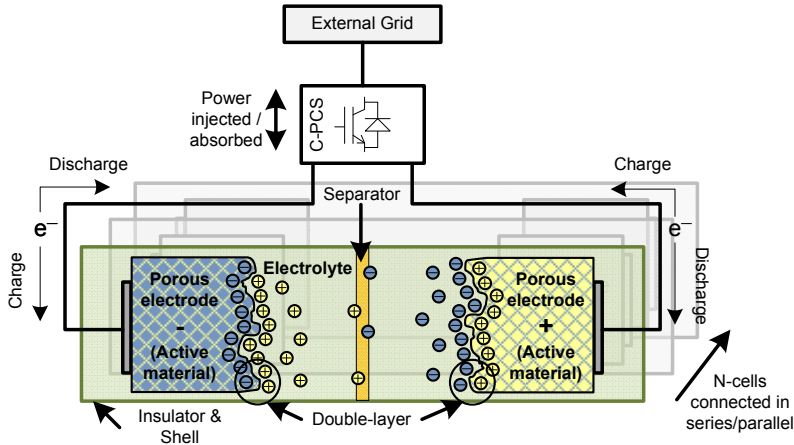 External Grid
Power
injected /
absorbed
C-PCS
Discharge
Charge
Separator
e−
e−
Charge
Discharge
Electrolyte
Porous
electrode
-
(Active
material)
Porous
electrode
+
(Active
material)
Insulator &
Shell
Double-layer
N-cells
connected in
series/parallel